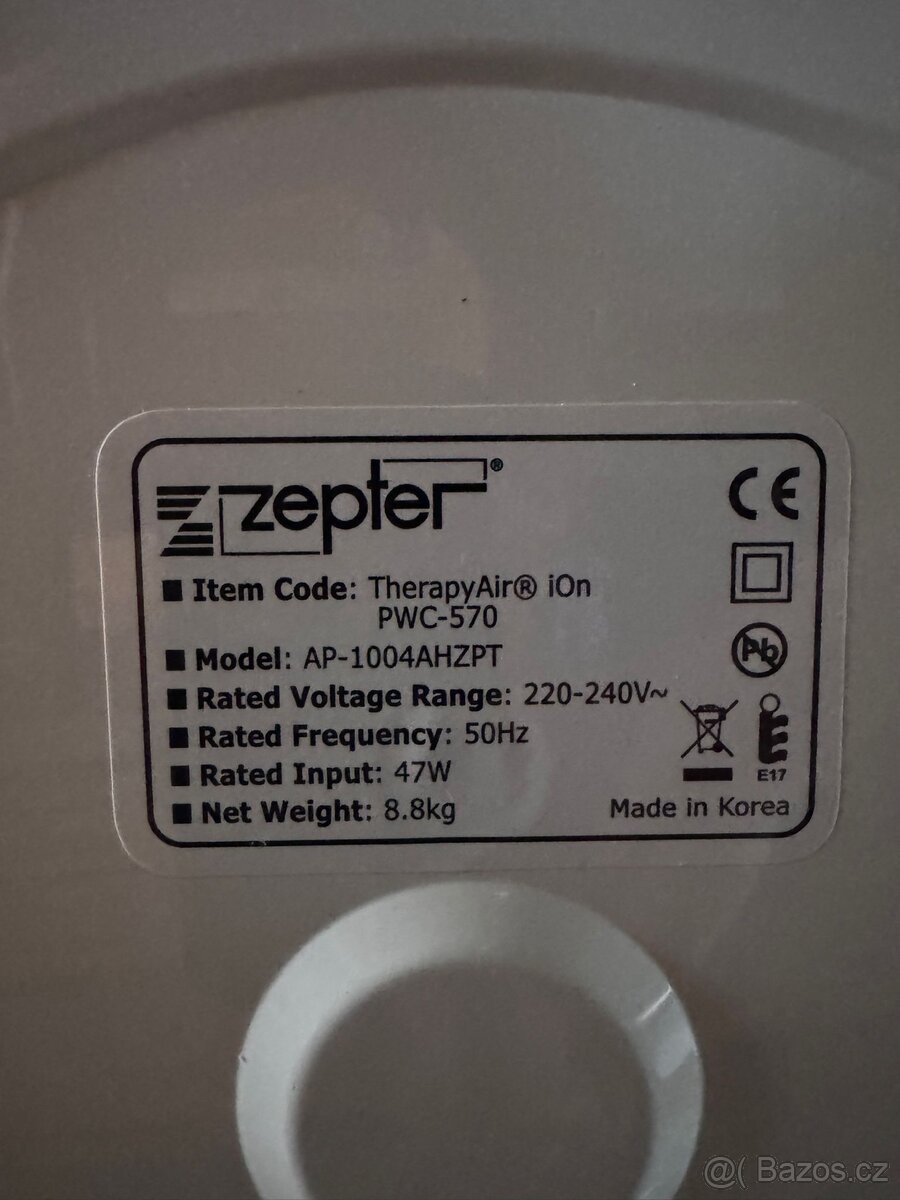 zepter®
CE
■ Item Code: TherapyAir® iOn
PWC-570
■ Model: AP-1004AHZPT
Pb
■ Rated Voltage Range: 220-240V~
■ Rated Frequency: 50Hz
■ Rated Input: 47W
E17
■ Net Weight: 8.8kg
Made in Korea
@( Bazos.cz